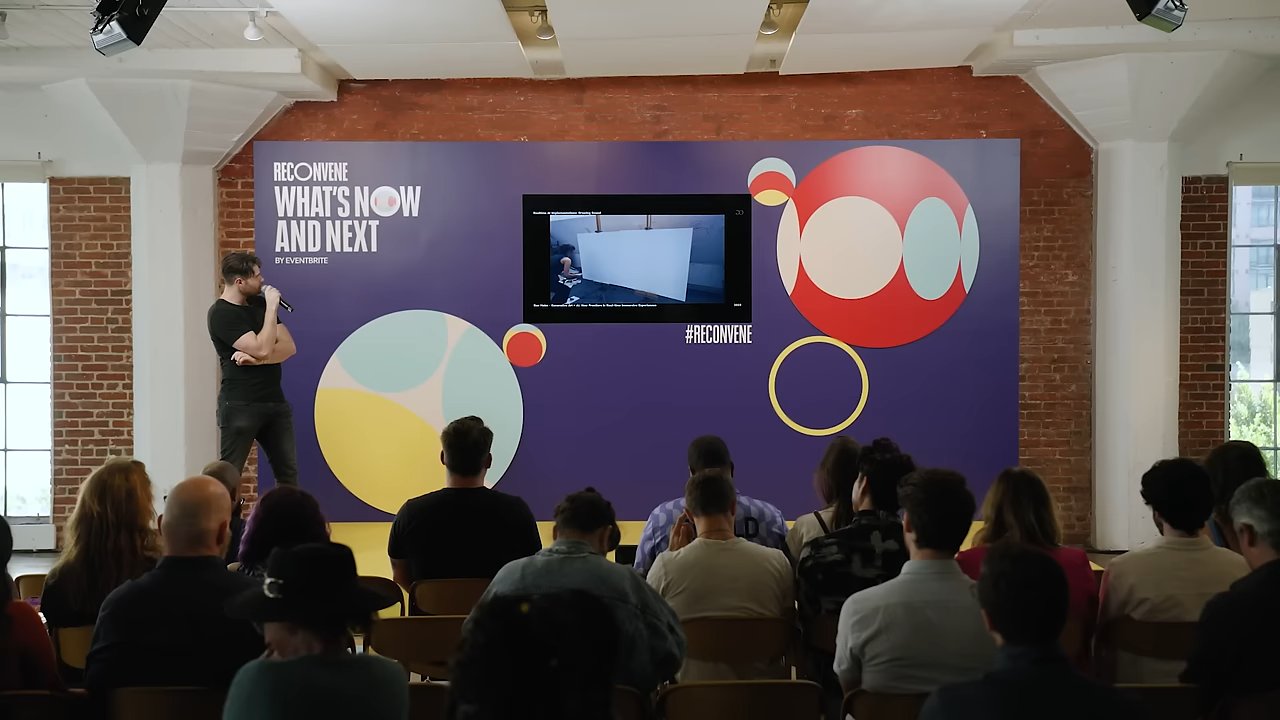 RECONVENE
WHAT'S NOW
AND NEXT
BY EVENTBRITE
#RECONVENE